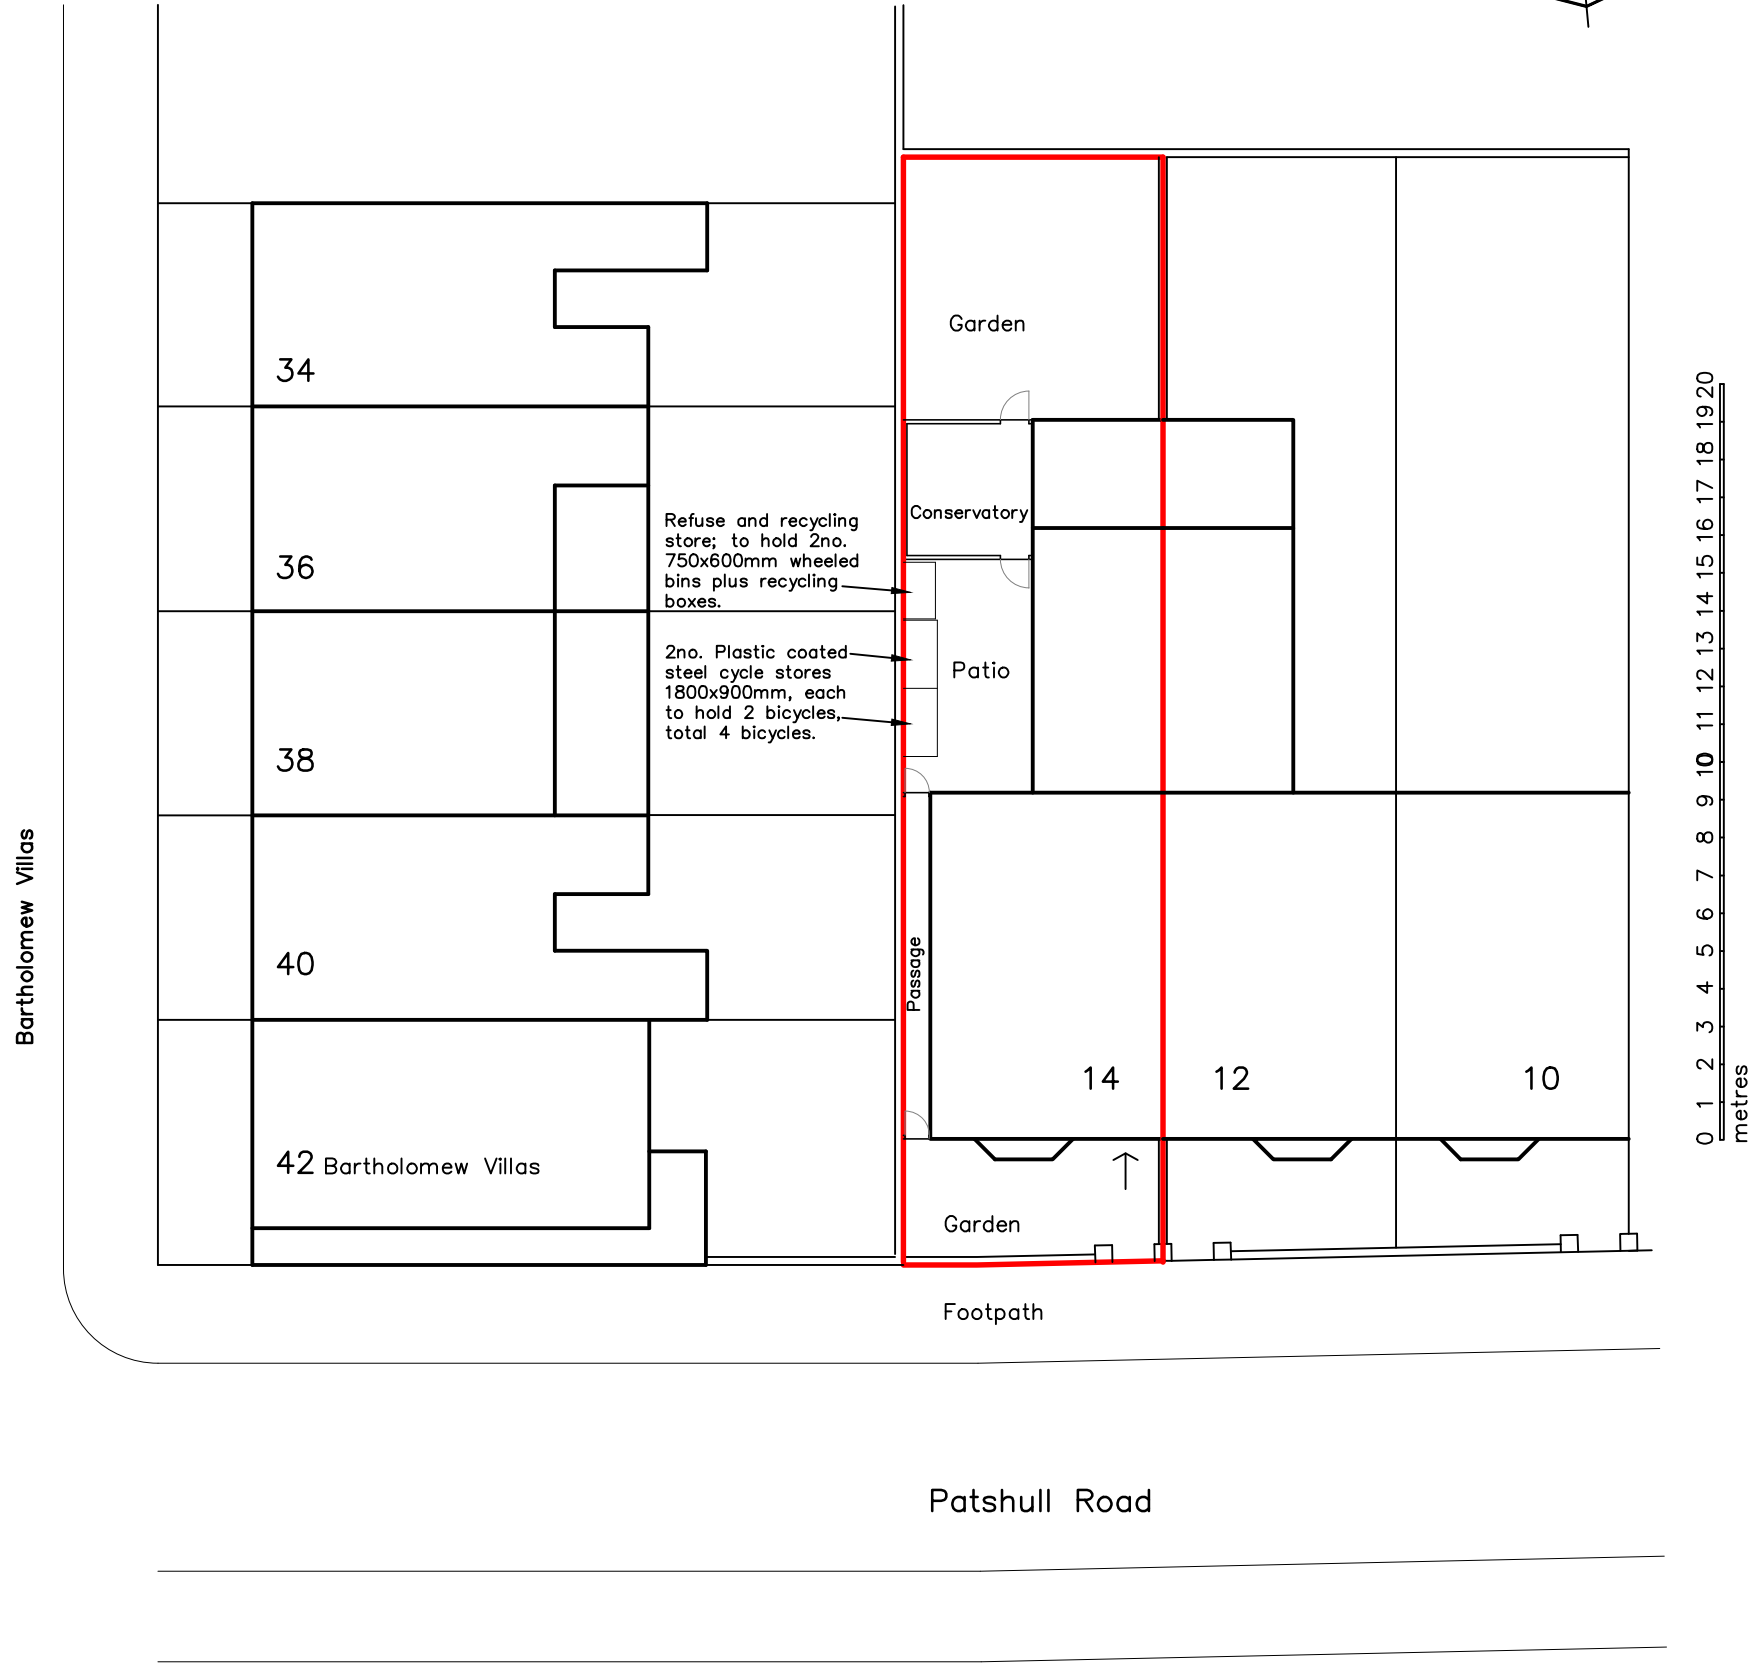 Garden
34
Conservatory
Refuse and recycling
store; to hold 2no.
750x600mm wheeled
bins plus recycling
boxes.
36
2no. Plastic coated
steel cycle stores
1800x900mm, each
to hold 2 bicycles,
total 4 bicycles.
Patio
38
Bartholomew Villas
40
Passage
14
12
10
42 Bartholomew Villas
Garden
Footpath
Patshull Road
0 1 2 3 4 5 6 7 8 9 10 11 12 13 14 15 16 17 18 19 20
metres